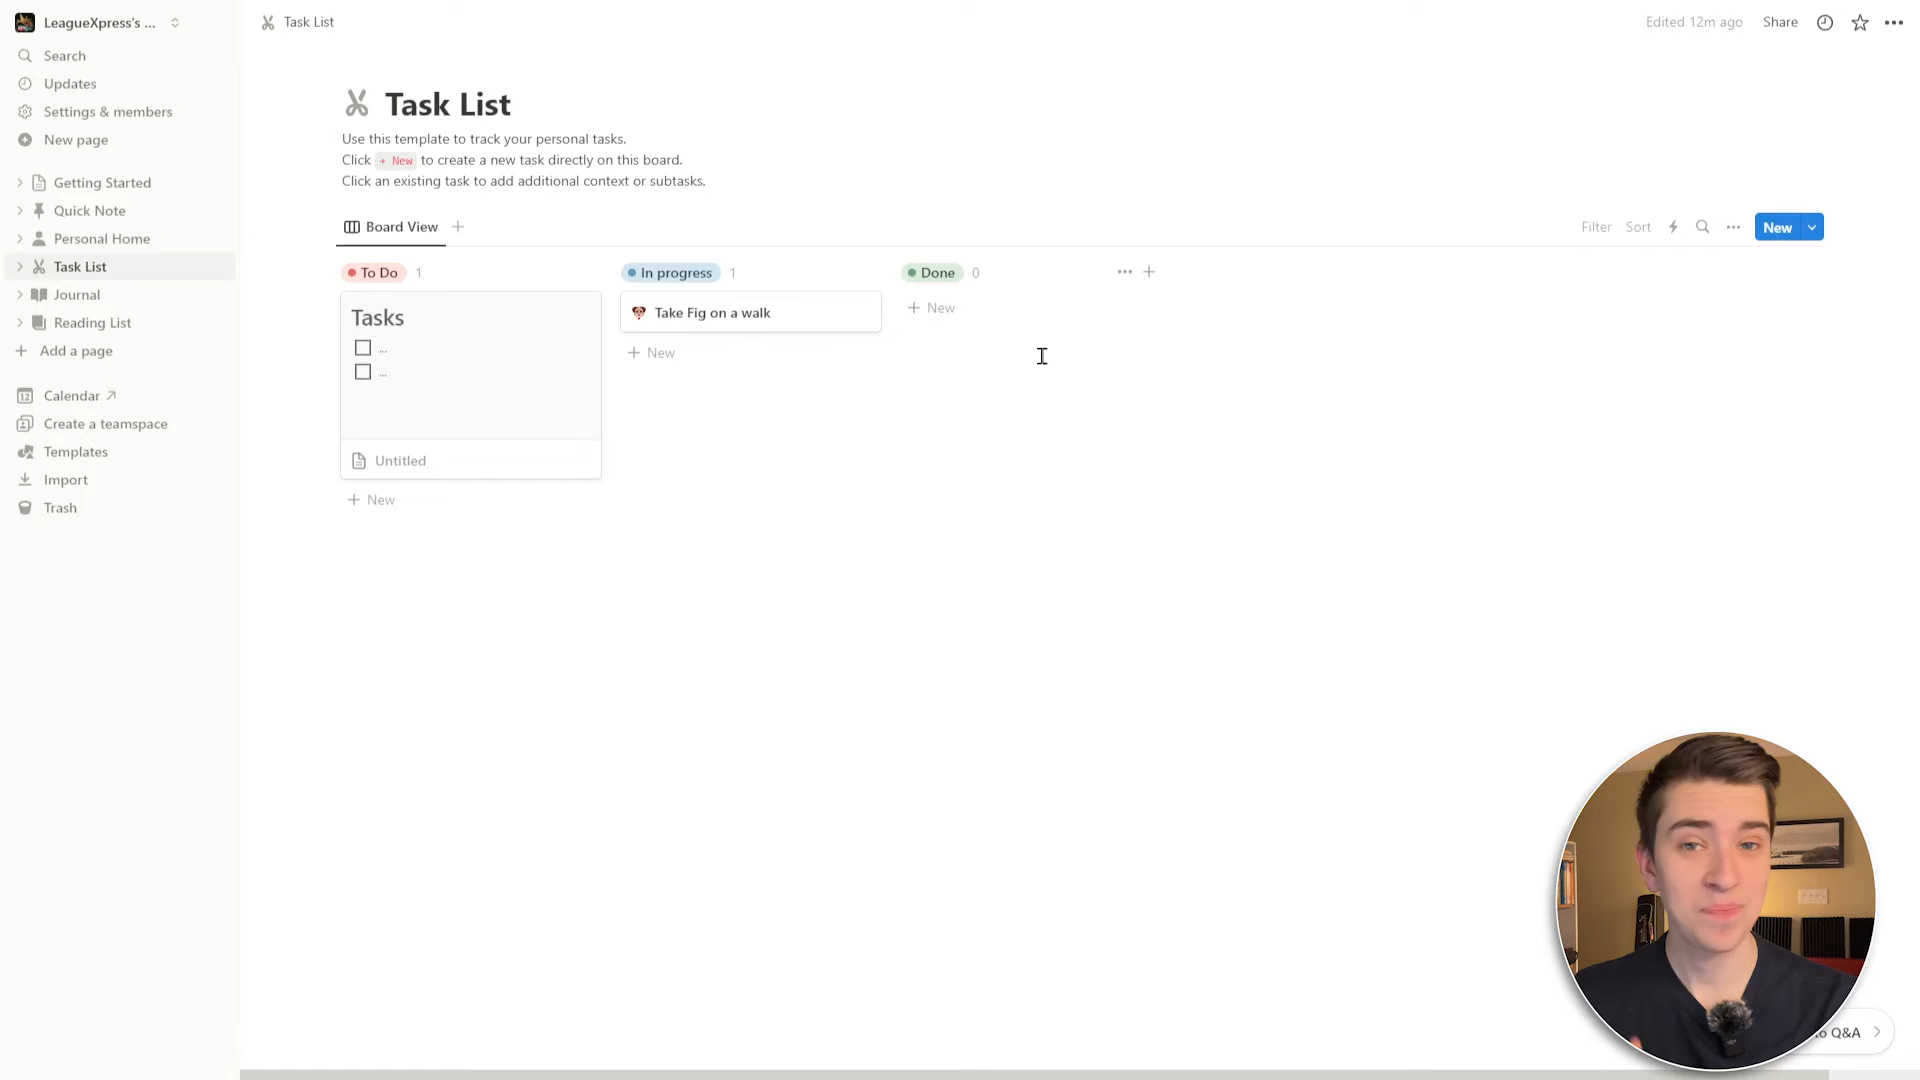 LeagueXpress's ...
Search
Updates
Settings & members
New page
Getting Started
Quick Note
Personal Home
Task List
Journal
Reading List
Add a page
Calendar ↗
Create a teamspace
Templates
Import
Trash
Task List
Edited 12m ago
Share
Task List
Use this template to track your personal tasks.
Click + New to create a new task directly on this board.
Click an existing task to add additional context or subtasks.
Board View
Filter
Sort
New
To Do 1
In progress 1
Done 0
Tasks
...
...
Untitled
+ New
Take Fig on a walk
+ New
+ New
12
Q&A